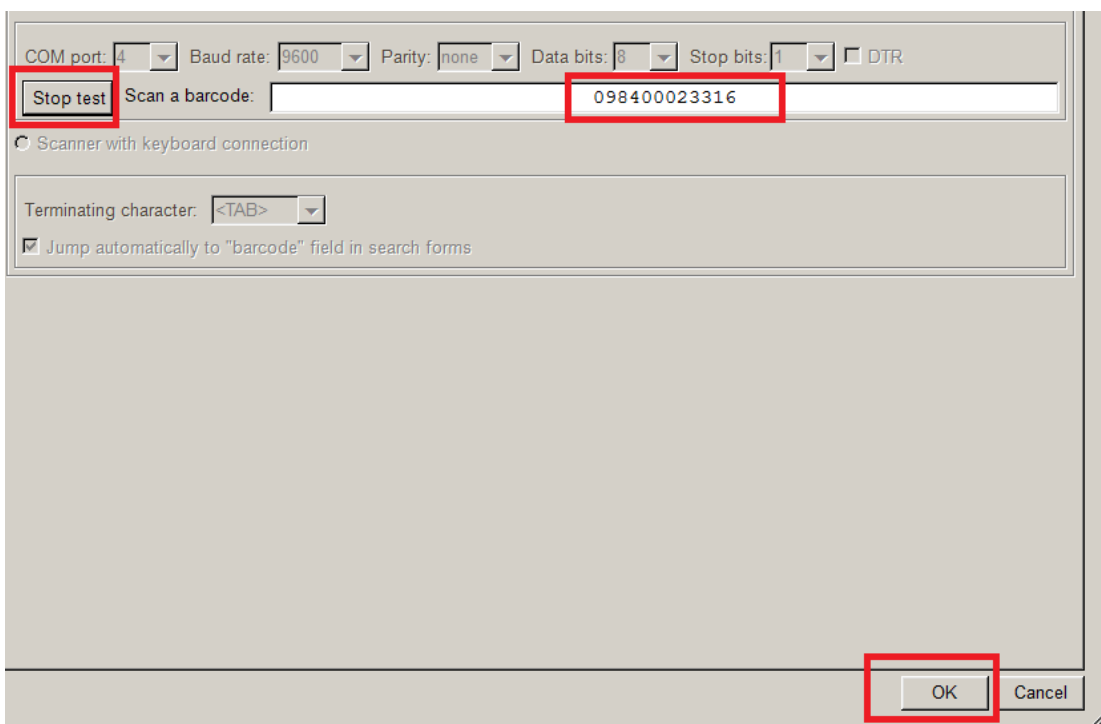 COM port: 4 Baud rate: 9600 Parity: none Data bits: 8 Stop bits: 1 DTR
Stop test Scan a barcode: 098400023316
Scanner with keyboard connection
Terminating character: <TAB>
Jump automatically to "barcode" field in search forms
OK Cancel